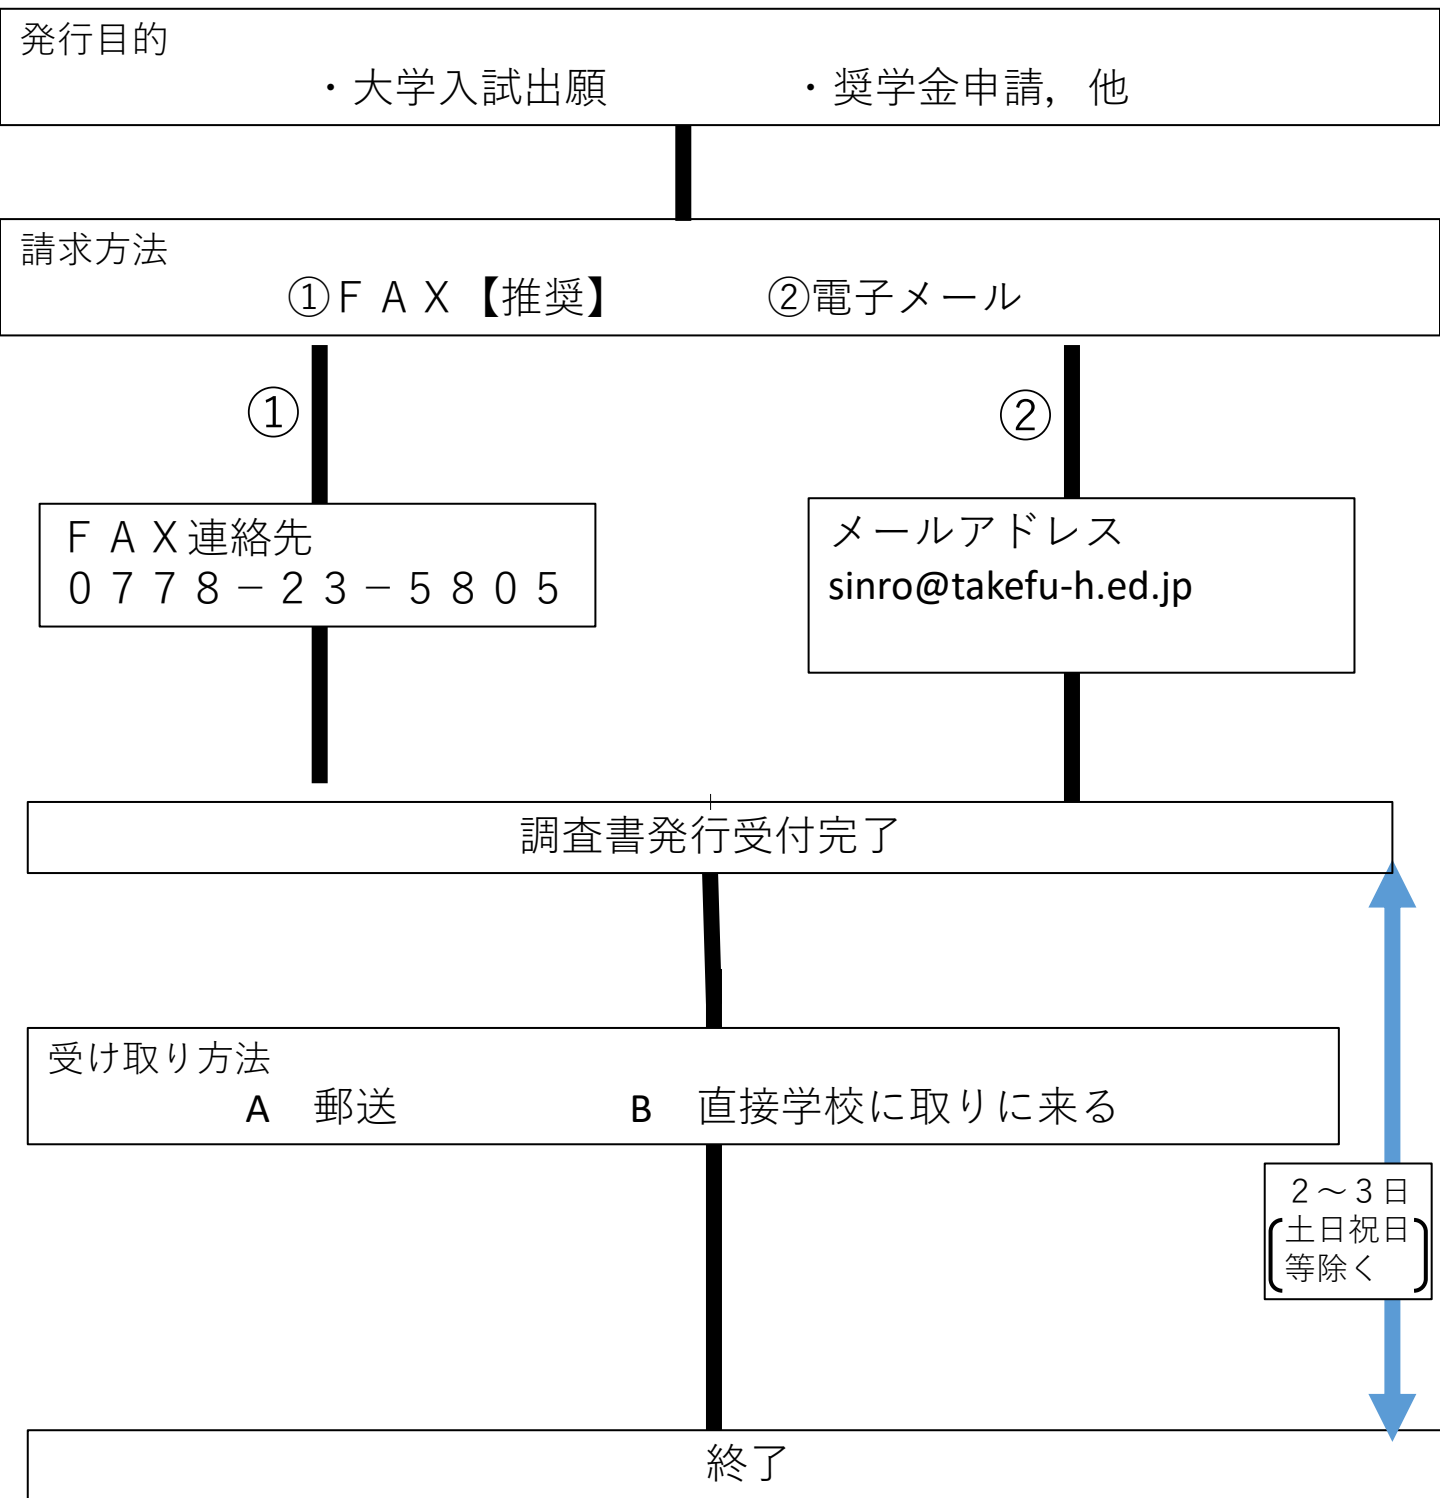 発行目的
・大学入試出願　　　　・奨学金申請，他
請求方法
①ＦＡＸ【推奨】　　　②電子メール
①
②
ＦＡＸ連絡先
０７７８－２３－５８０５
メールアドレス
sinro@takefu-h.ed.jp
調査書発行受付完了
受け取り方法
A　郵送　　　　　B　直接学校に取りに来る
２～３日
土日祝日
等除く
終了